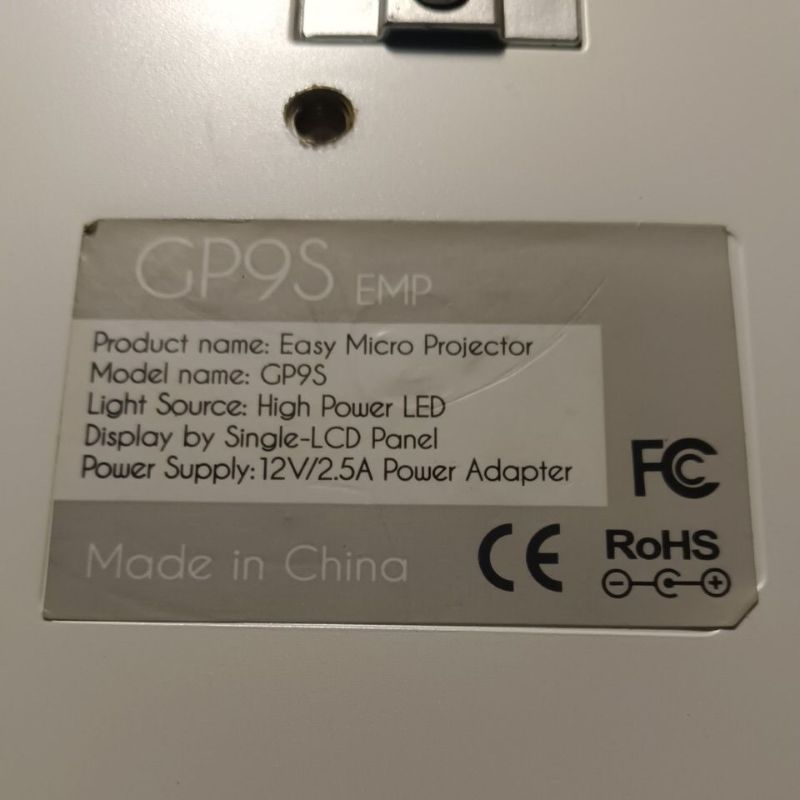 GP9S EMP
Product name: Easy Micro Projector
Model name: GP9S
Light Source: High Power LED
Display by Single-LCD Panel
Power Supply:12V/2.5A Power Adapter
FC
Made in China
CE
RoHS